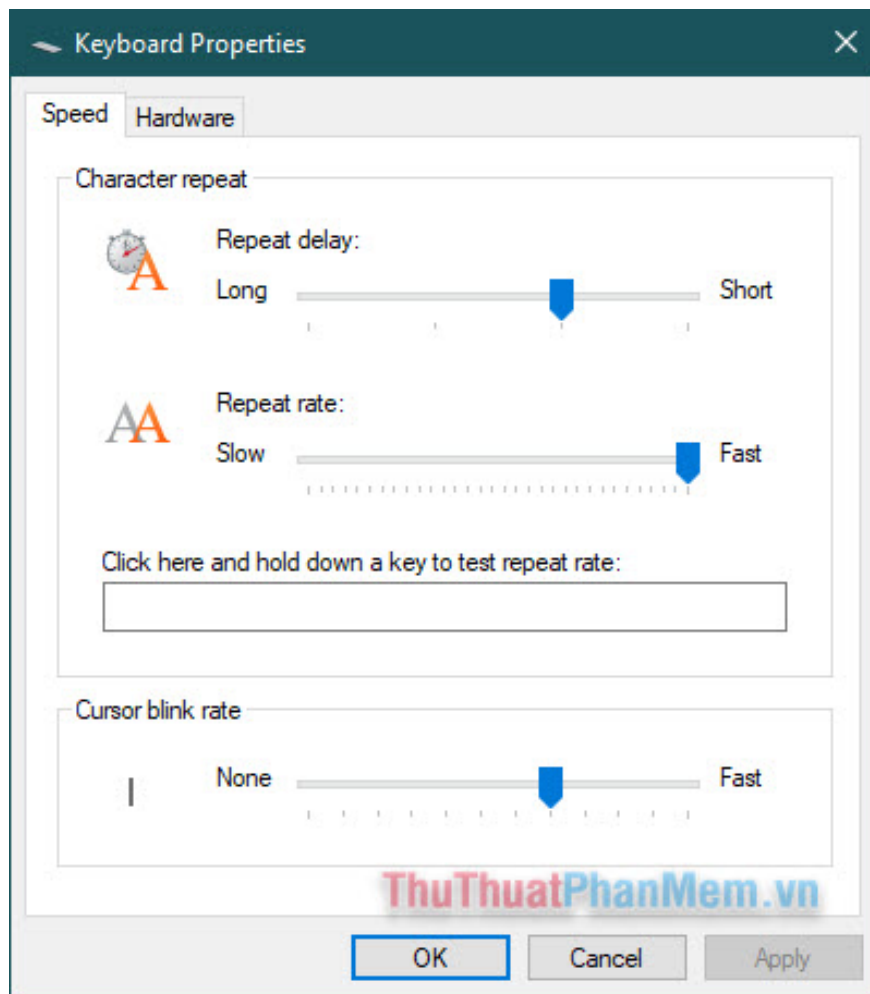 Keyboard Properties
Speed Hardware
Character repeat
A
Repeat delay:
Long Short
AA
Repeat rate:
Slow Fast
Click here and hold down a key to test repeat rate:
Cursor blink rate
None Fast
ThuThuatPhanMem.vn
OK Cancel Apply